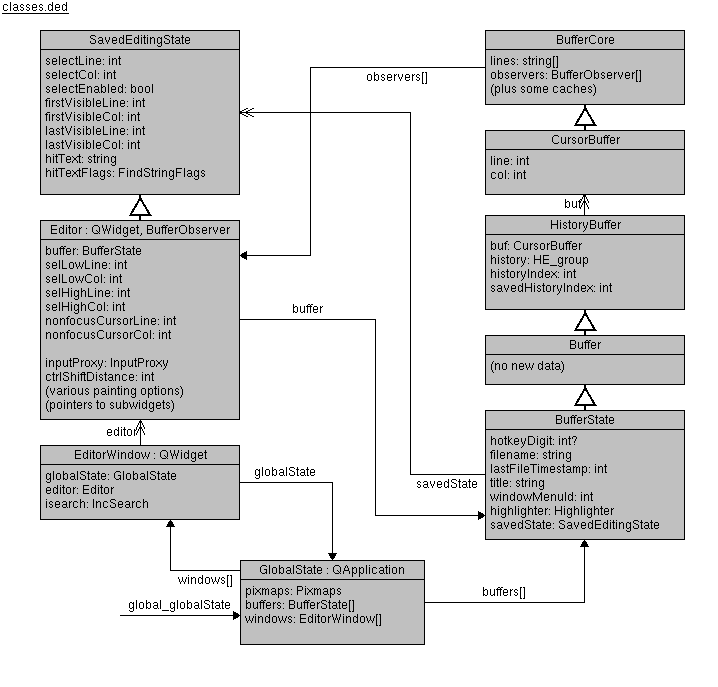 classes.ded
SavedEditingState
selectLine: int
selectCol: int
selectEnabled: bool
firstVisibleLine: int
firstVisibleCol: int
lastVisibleLine: int
lastVisibleCol: int
hitText: string
hitTextFlags: FindStringFlags
BufferCore
lines: string[]
observers: BufferObserver[]
(plus some caches)
observers[]
CursorBuffer
line: int
col: int
buf
HistoryBuffer
buf: CursorBuffer
history: HE_group
historyIndex: int
savedHistoryIndex: int
Editor : QWidget, BufferObserver
buffer: BufferState
selLowLine: int
selLowCol: int
selHighLine: int
selHighCol: int
nonfocusCursorLine: int
nonfocusCursorCol: int
inputProxy: InputProxy
ctrlShiftDistance: int
(various painting options)
(pointers to subwidgets)
buffer
Buffer
(no new data)
BufferState
hotkeyDigit: int?
filename: string
lastFileTimestamp: int
title: string
windowMenuId: int
highlighter: Highlighter
savedState: SavedEditingState
editor
EditorWindow : QWidget
globalState: GlobalState
editor: Editor
isearch: IncSearch
globalState
savedState
windows[]
GlobalState : QApplication
pixmaps: Pixmaps
buffers: BufferState[]
windows: EditorWindow[]
buffers[]
global_globalState